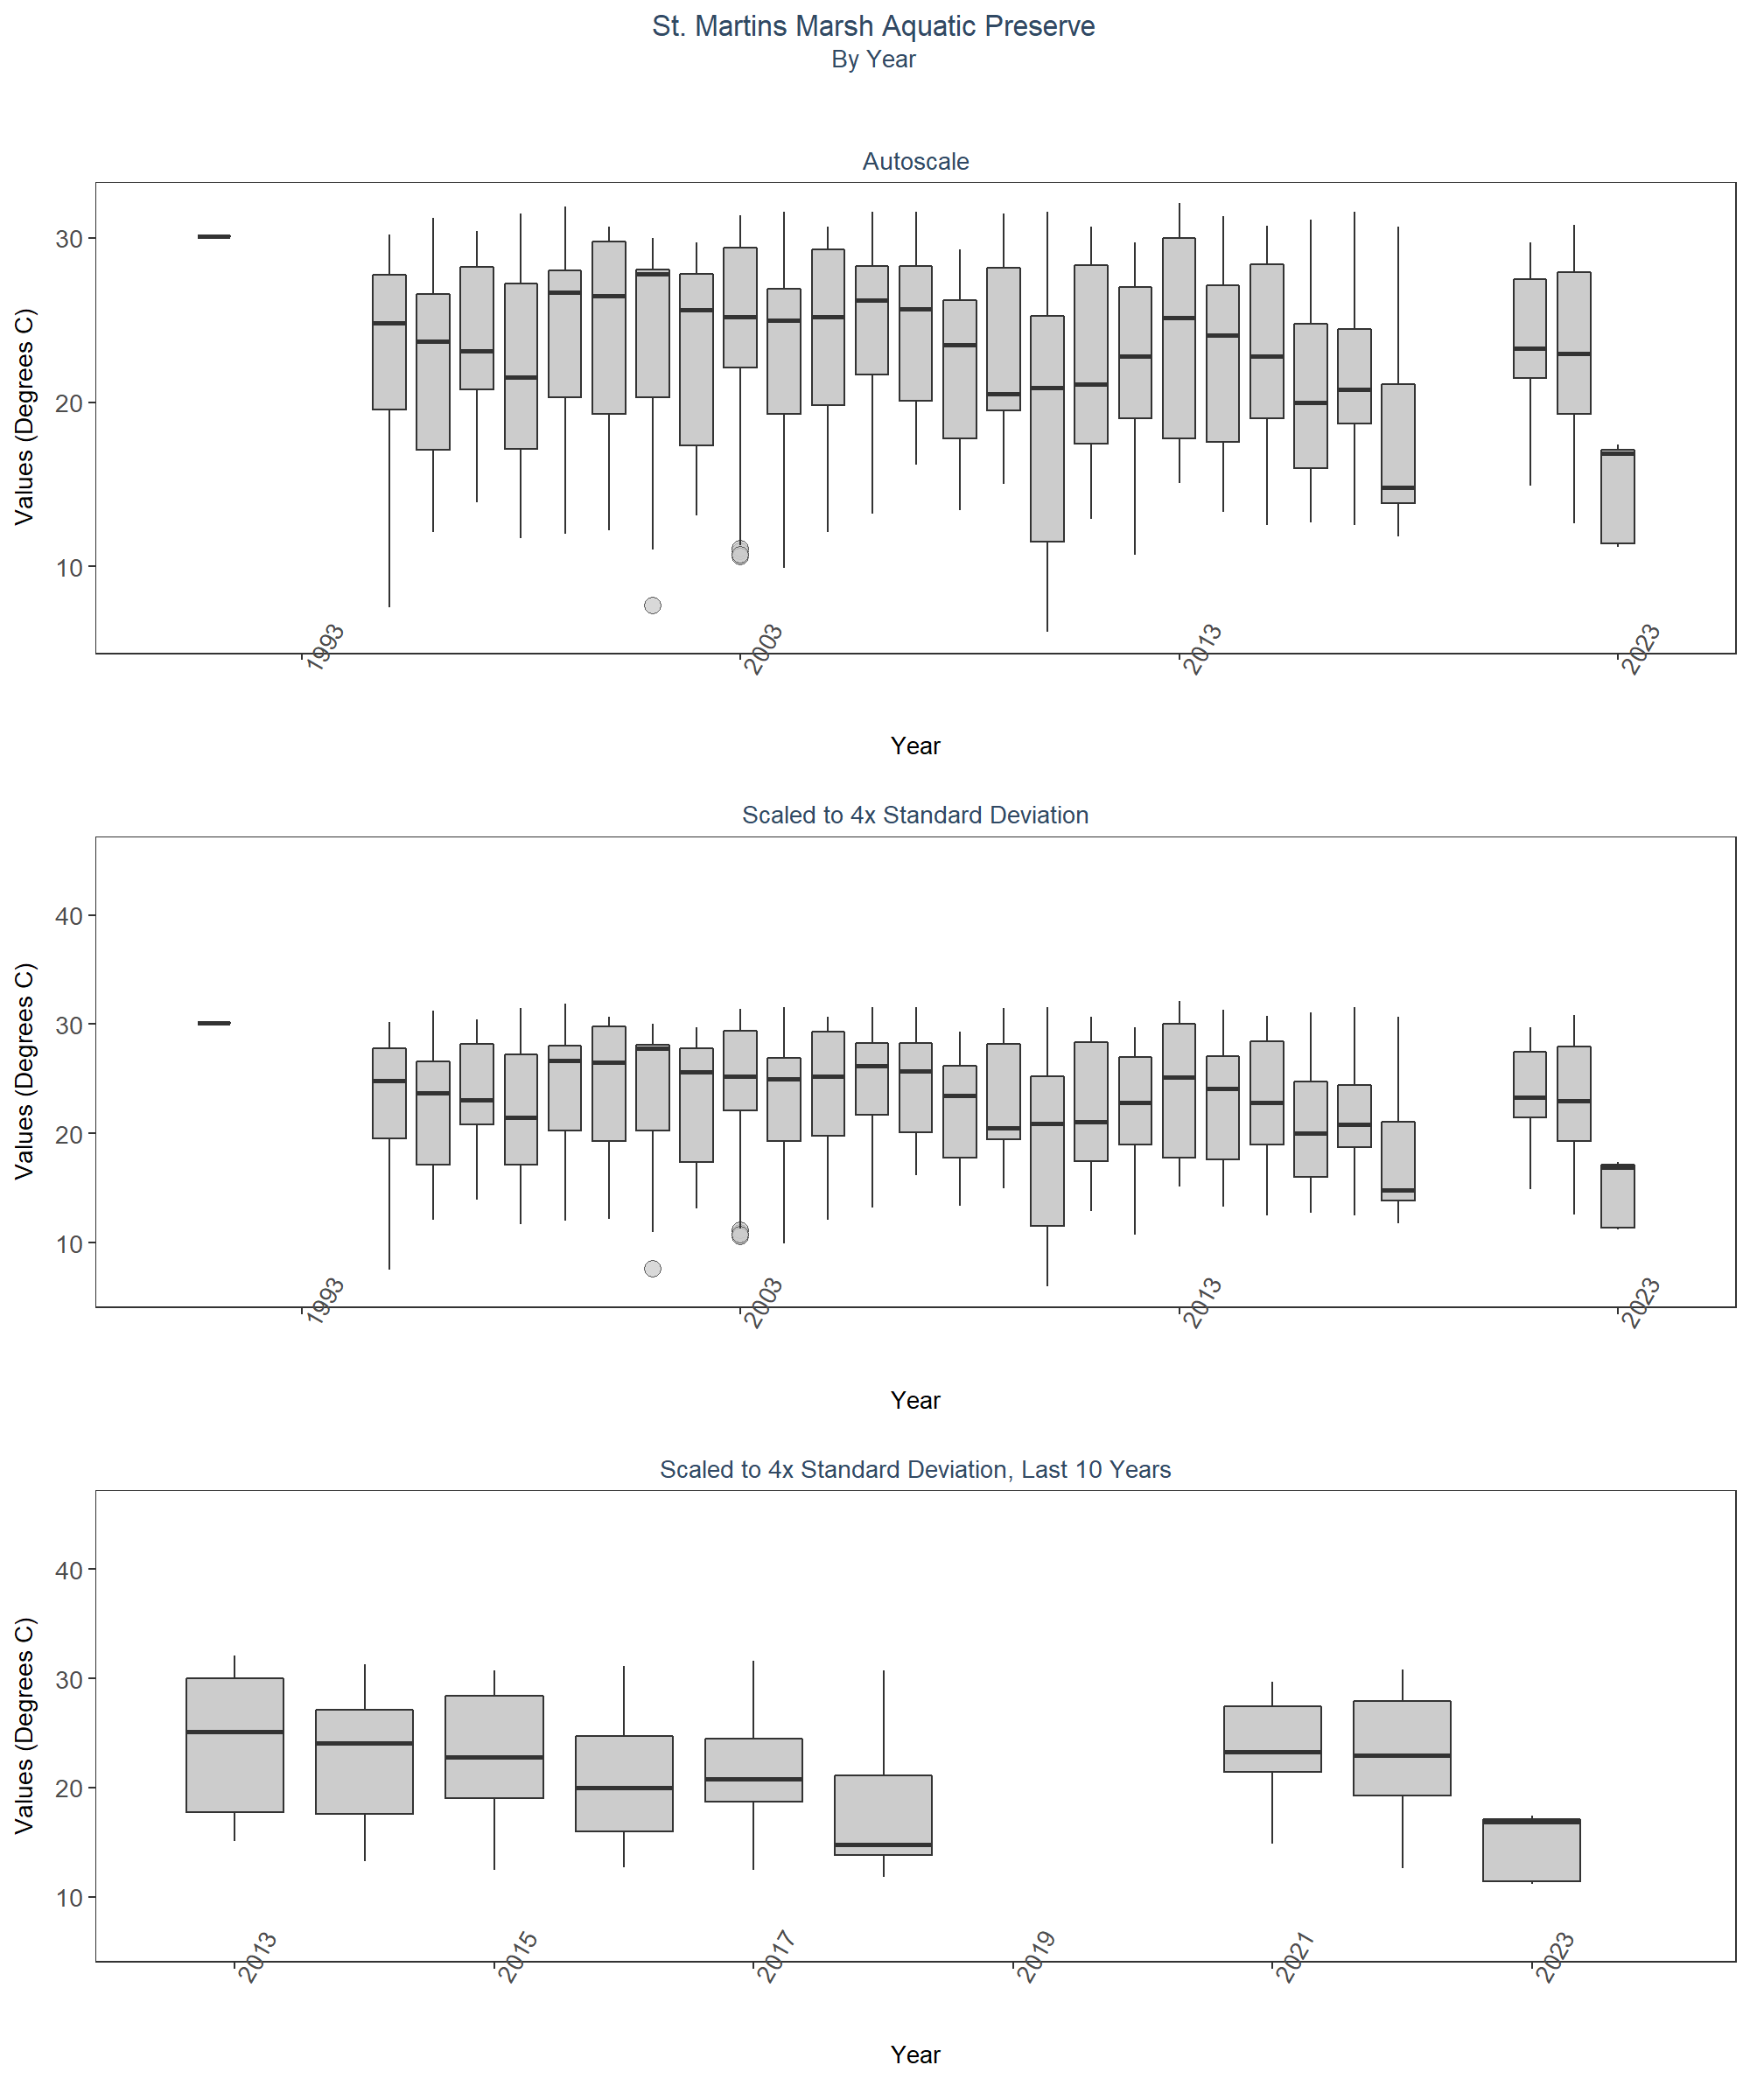 St. Martins Marsh Aquatic Preserve
By Year
Autoscale
Values (Degrees C)
30
20
10
1993
2003
2013
2023
Year
Scaled to 4x Standard Deviation
Values (Degrees C)
40
30
20
10
1993
2003
2013
2023
Year
Scaled to 4x Standard Deviation, Last 10 Years
Values (Degrees C)
40
30
20
10
2013
2015
2017
2019
2021
2023
Year